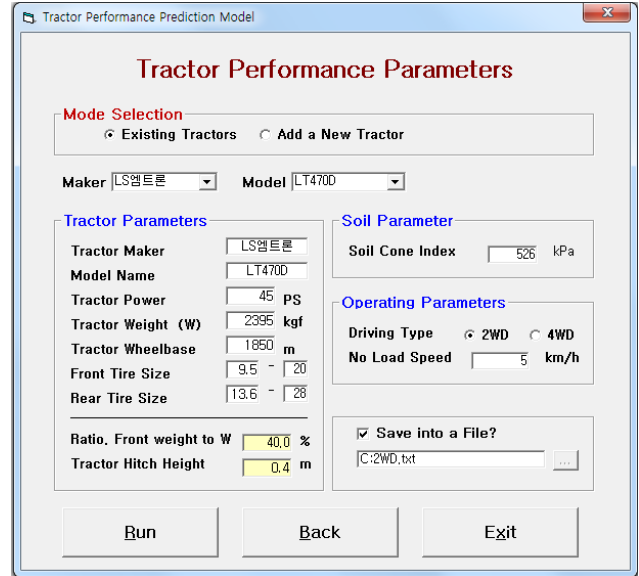 Tractor Performance Prediction Model
Tractor Performance Parameters
Mode Selection
Existing Tractors Add a New Tractor
Maker LS엠트론 Model LT470D
Tractor Parameters
Tractor Maker LS엠트론
Model Name LT470D
Tractor Power 45 PS
Tractor Weight (W) 2395 kgf
Tractor Wheelbase 1850 m
Front Tire Size 9.5 - 20
Rear Tire Size 13.6 - 28
Ratio. Front weight to W 40.0 %
Tractor Hitch Height 0.4 m
Soil Parameter
Soil Cone Index 526 kPa
Operating Parameters
Driving Type 2WD 4WD
No Load Speed 5 km/h
Save into a File?
C:2WD.txt ...
Run Back Exit